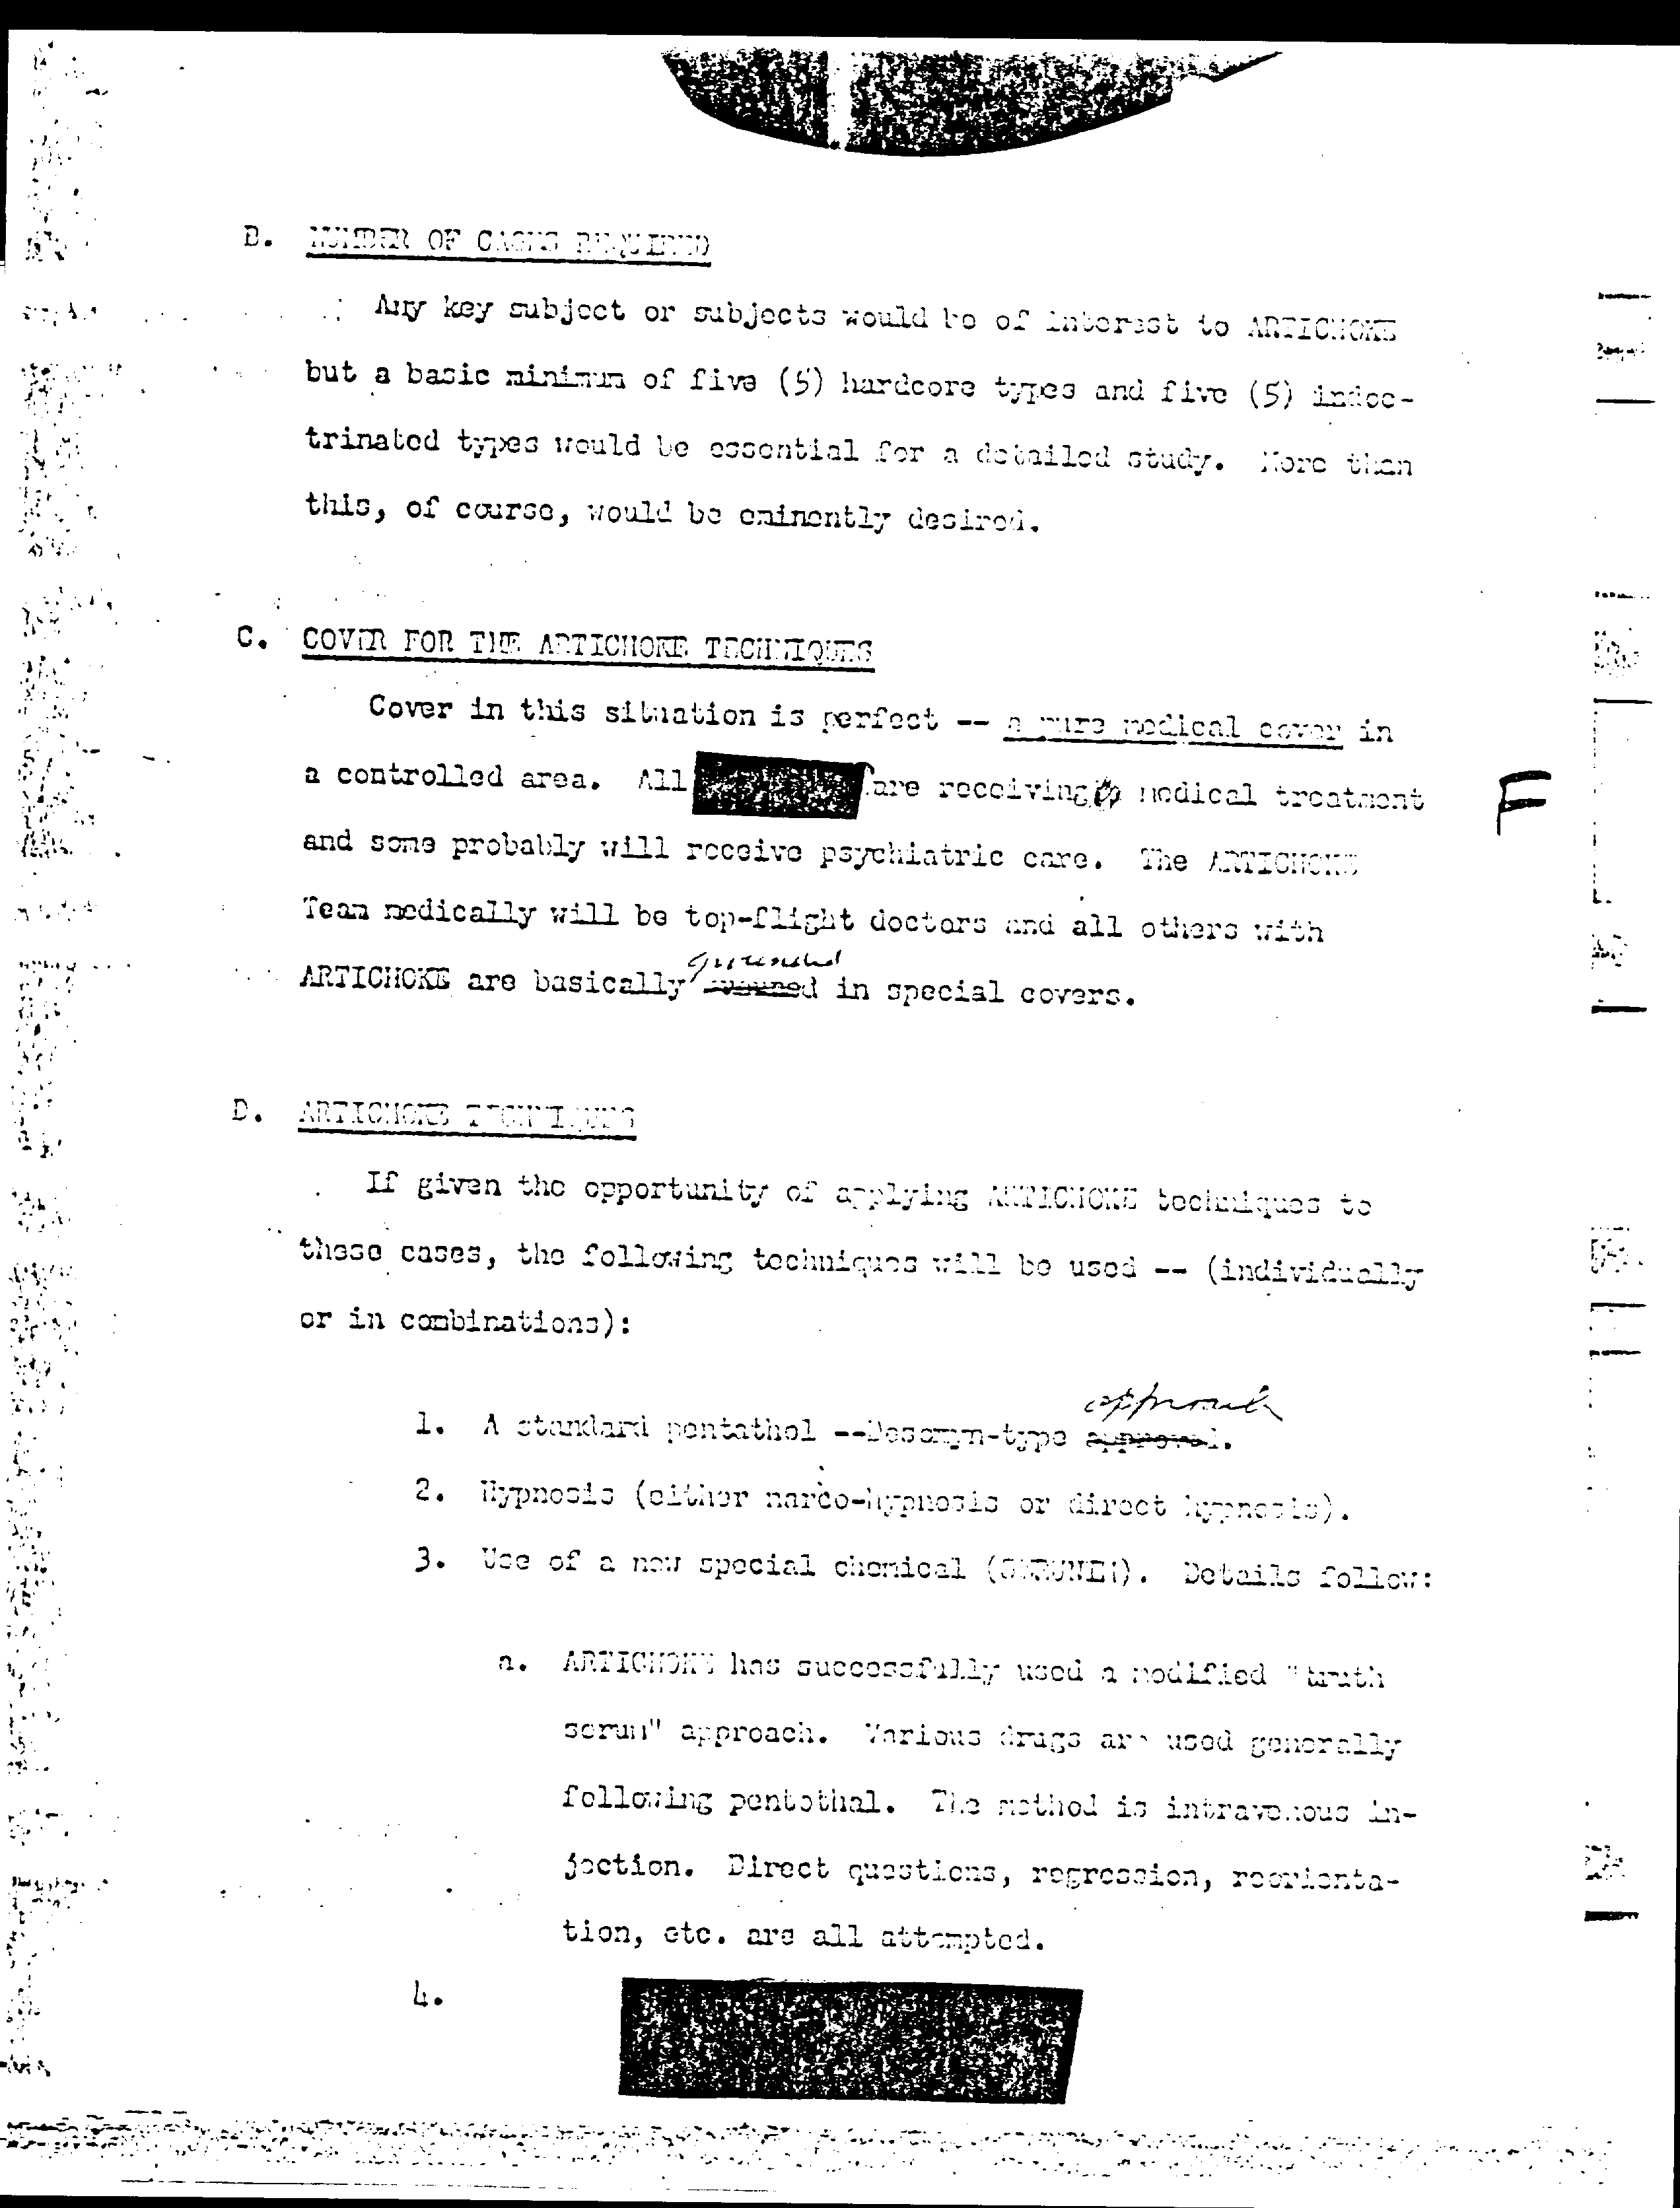 B. NUMBER OF CASES REQUIRED
Any key subject or subjects would be of interest to ARTICHOKE
but a basic minimum of five (5) hardcore types and five (5) indoc-
trinated types would be essential for a detailed study. More than
this, of course, would be eminently desired.
C. COVER FOR THE ARTICHOKE TECHNIQUES
Cover in this situation is perfect -- a pure medical cover in
a controlled area. All are receiving medical treatment
and some probably will receive psychiatric care. The ARTICHOKE
F
Team medically will be top-flight doctors and all others with
grounded
ARTICHOKE are basically in special covers.
D. ARTICHOKE TECHNIQUES
If given the opportunity of applying ARTICHOKE techniques to
these cases, the following techniques will be used -- (individually
or in combinations):
approach
1. A standard pentathol --Desoxyn-type approval.
2. Hypnosis (either narco-hypnosis or direct hypnosis).
3. Use of a new special chemical. Details follow:
a. ARTICHOKE has successfully used a modified "truth
serum" approach. Various drugs are used generally
following pentothal. The method is intravenous in-
jection. Direct questions, regression, reorienta-
tion, etc. are all attempted.
4.